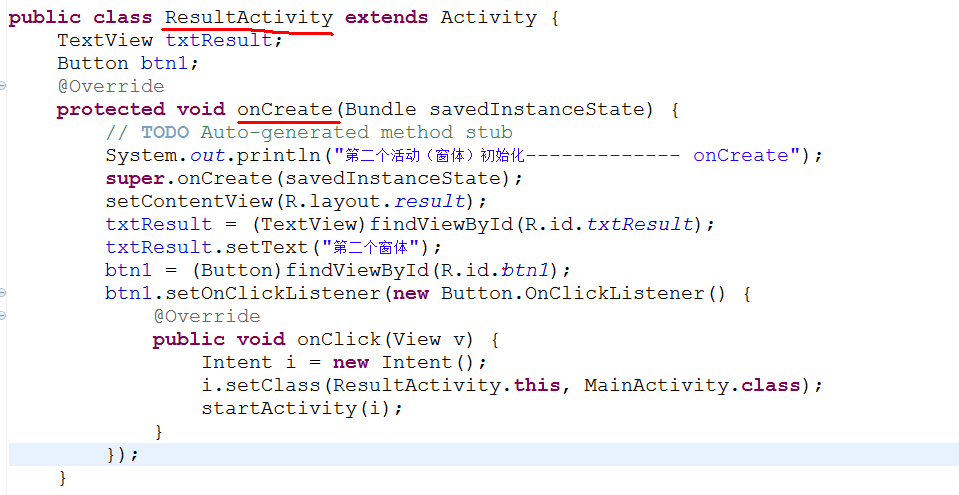 public class ResultActivity extends Activity {
    TextView txtResult;
    Button btn1;
    @Override
    protected void onCreate(Bundle savedInstanceState) {
        // TODO Auto-generated method stub
        System.out.println("第二个活动（窗体）初始化------------- onCreate");
        super.onCreate(savedInstanceState);
        setContentView(R.layout.result);
        txtResult = (TextView)findViewById(R.id.txtResult);
        txtResult.setText("第二个窗体");
        btn1 = (Button)findViewById(R.id.btn1);
        btn1.setOnClickListener(new Button.OnClickListener() {
            @Override
            public void onClick(View v) {
                Intent i = new Intent();
                i.setClass(ResultActivity.this, MainActivity.class);
                startActivity(i);
            }
        });
    }